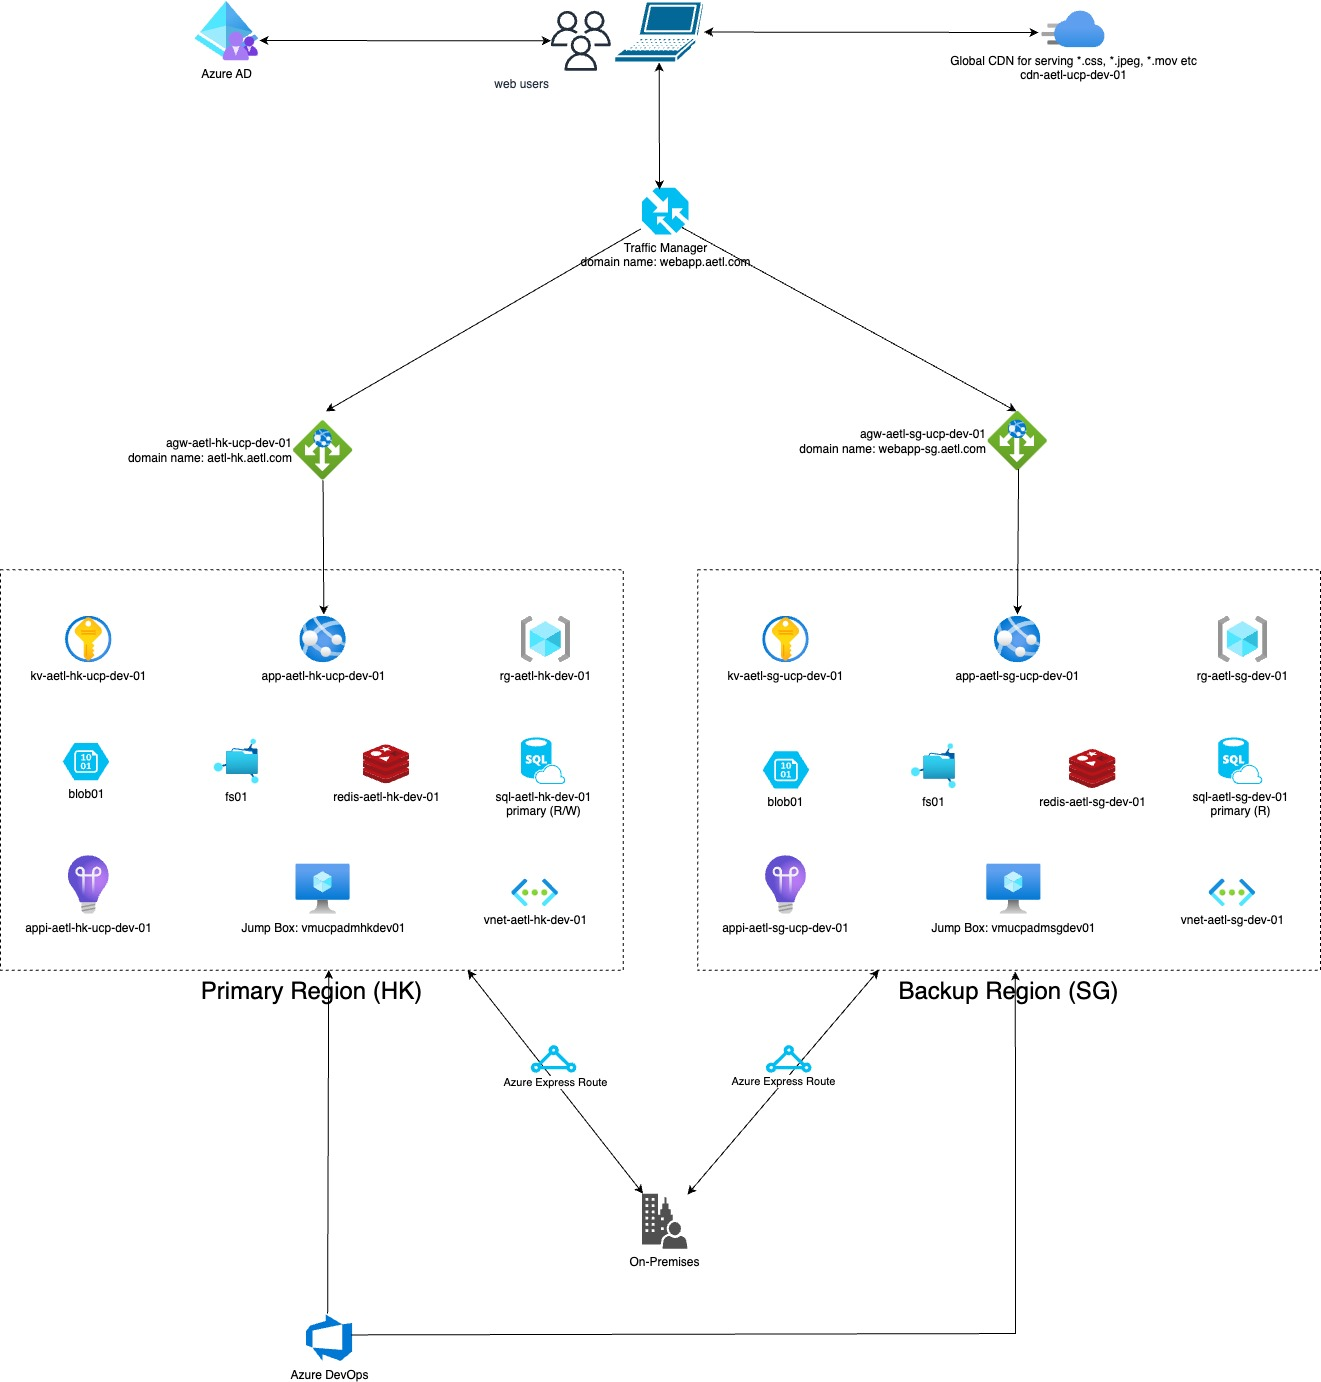 Azure AD
web users
Global CDN for serving *.css, *.jpeg, *.mov etc
cdn-aetl-ucp-dev-01
Traffic Manager
domain name: webapp.aetl.com
agw-aetl-hk-ucp-dev-01
domain name: aetl-hk.aetl.com
agw-aetl-sg-ucp-dev-01
domain name: webapp-sg.aetl.com
kv-aetl-hk-ucp-dev-01
app-aetl-hk-ucp-dev-01
rg-aetl-hk-dev-01
10
01
blob01
fs01
redis-aetl-hk-dev-01
SQL
sql-aetl-hk-dev-01
primary (R/W)
appi-aetl-hk-ucp-dev-01
Jump Box: vmucpadmhkdev01
vnet-aetl-hk-dev-01
Primary Region (HK)
kv-aetl-sg-ucp-dev-01
app-aetl-sg-ucp-dev-01
rg-aetl-sg-dev-01
10
01
blob01
fs01
redis-aetl-sg-dev-01
SQL
sql-aetl-sg-dev-01
primary (R)
appi-aetl-sg-ucp-dev-01
Jump Box: vmucpadmsgdev01
vnet-aetl-sg-dev-01
Backup Region (SG)
Azure Express Route
Azure Express Route
On-Premises
Azure DevOps